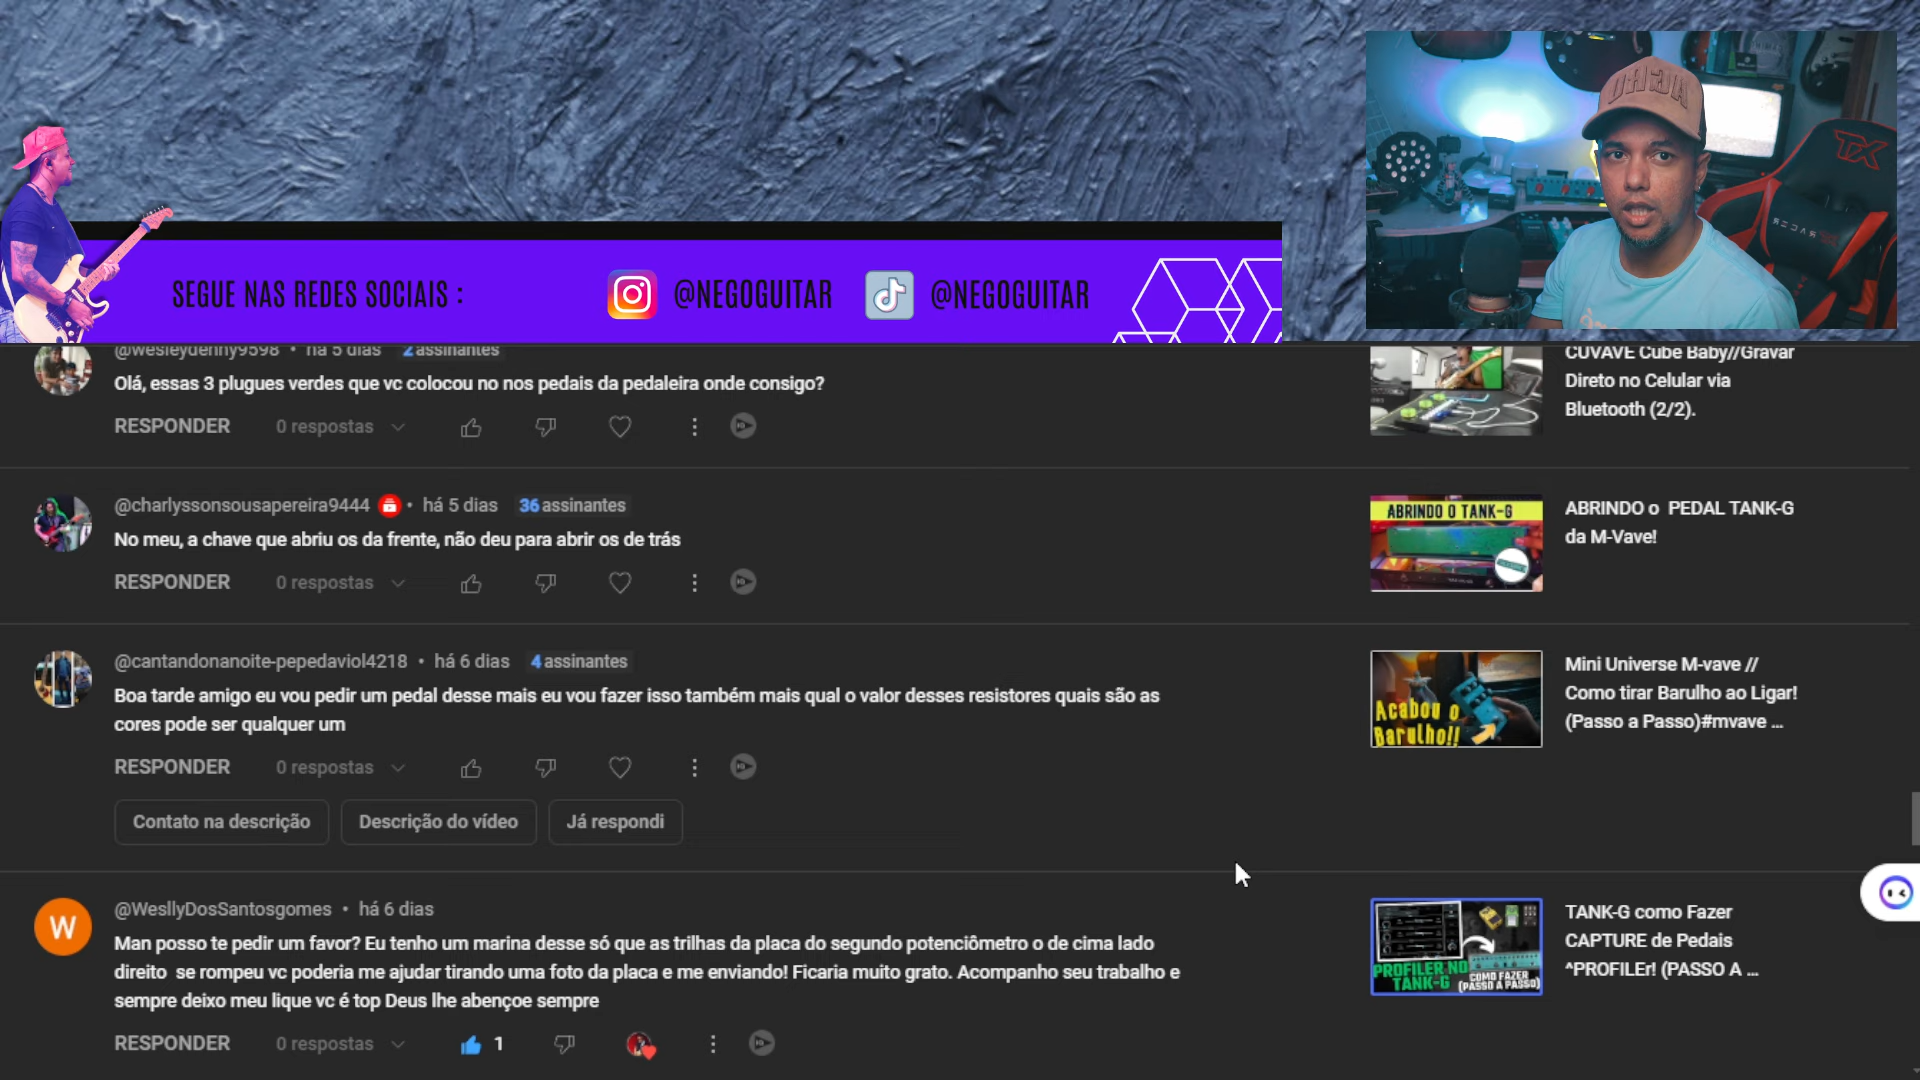 AGRO
TX
RACER
SEGUE NAS REDES SOCIAIS :
@NEGOGUITAR
@NEGOGUITAR
@wesleydenny9598 • há 5 dias 2 assinantes
Olá, essas 3 plugues verdes que vc colocou no nos pedais da pedaleira onde consigo?
RESPONDER 0 respostas
CUVAVE Cube Baby//Gravar
Direto no Celular via
Bluetooth (2/2).
@charlyssonsousapereira9444 • há 5 dias 36 assinantes
No meu, a chave que abriu os da frente, não deu para abrir os de trás
RESPONDER 0 respostas
ABRINDO O TANK-G
ABRINDO o PEDAL TANK-G
da M-Vave!
@cantandonanoite-pepedaviol4218 • há 6 dias 4 assinantes
Boa tarde amigo eu vou pedir um pedal desse mais eu vou fazer isso também mais qual o valor desses resistores quais são as
cores pode ser qualquer um
RESPONDER 0 respostas
Contato na descrição Descrição do vídeo Já respondi
Acabou o
Barulho!!
Mini Universe M-vave //
Como tirar Barulho ao Ligar!
(Passo a Passo)#mvave ...
W
@WesllyDosSantosgomes • há 6 dias
Man posso te pedir um favor? Eu tenho um marina desse só que as trilhas da placa do segundo potenciômetro o de cima lado
direito se rompeu vc poderia me ajudar tirando uma foto da placa e me enviando! Ficaria muito grato. Acompanho seu trabalho e
sempre deixo meu lique vc é top Deus lhe abençoe sempre
RESPONDER 0 respostas 1
PROFILER NO
TANK-G
COMO FAZER
(PASSO A PASSO)
TANK-G como Fazer
CAPTURE de Pedais
^PROFILEr! (PASSO A ...